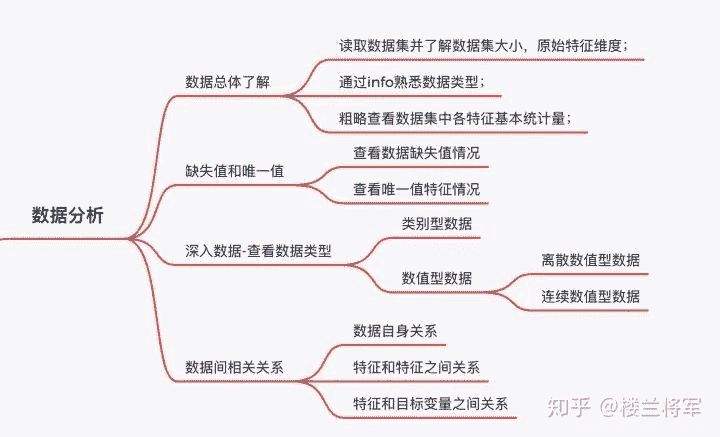 数据分析
数据总体了解
读取数据集并了解数据集大小，原始特征维度；
通过info熟悉数据类型；
粗略查看数据集中各特征基本统计量；
缺失值和唯一值
查看数据缺失值情况
查看唯一值特征情况
深入数据-查看数据类型
类别型数据
数值型数据
离散数值型数据
连续数值型数据
数据间相关关系
数据自身关系
特征和特征之间关系
特征和目标变量之间关系
知乎 @楼兰将军